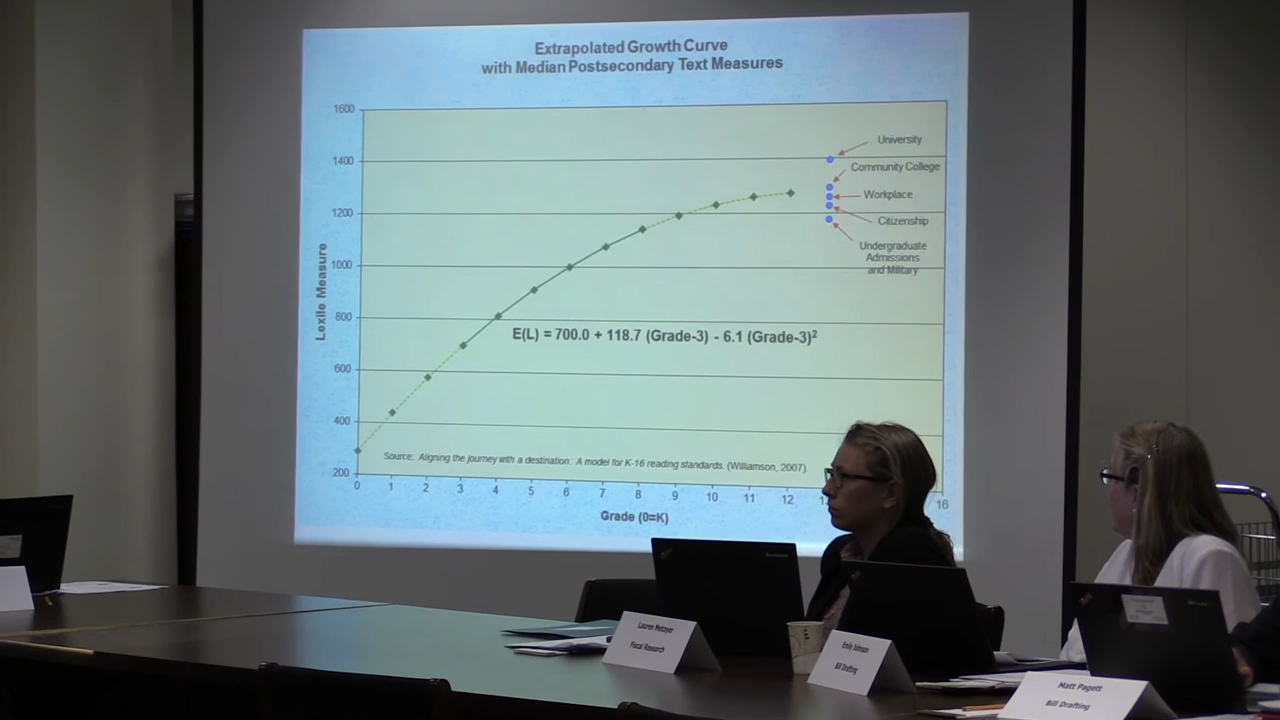 Extrapolated Growth Curve
with Median Postsecondary Text Measures
1600
1400
1200
1000
800
600
400
200
Lexile Measure
University
Community College
Workplace
Citizenship
Undergraduate
Admissions
and Military
E(L) = 700.0 + 118.7 (Grade-3) - 6.1 (Grade-3)²
Source: Aligning the journey with a destination: A model for K-16 reading standards. (Williamson, 2007).
0 1 2 3 4 5 6 7 8 9 10 11 12 16
Grade (0=K)
Lauren Metayer
Fiscal Research
Emily Johnson
Bill Drafting
Matt Pagett
Bill Drafting